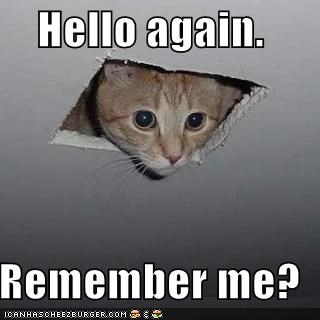 Hello again.
Remember me?
ICANHASCHEEZBURGER.COM